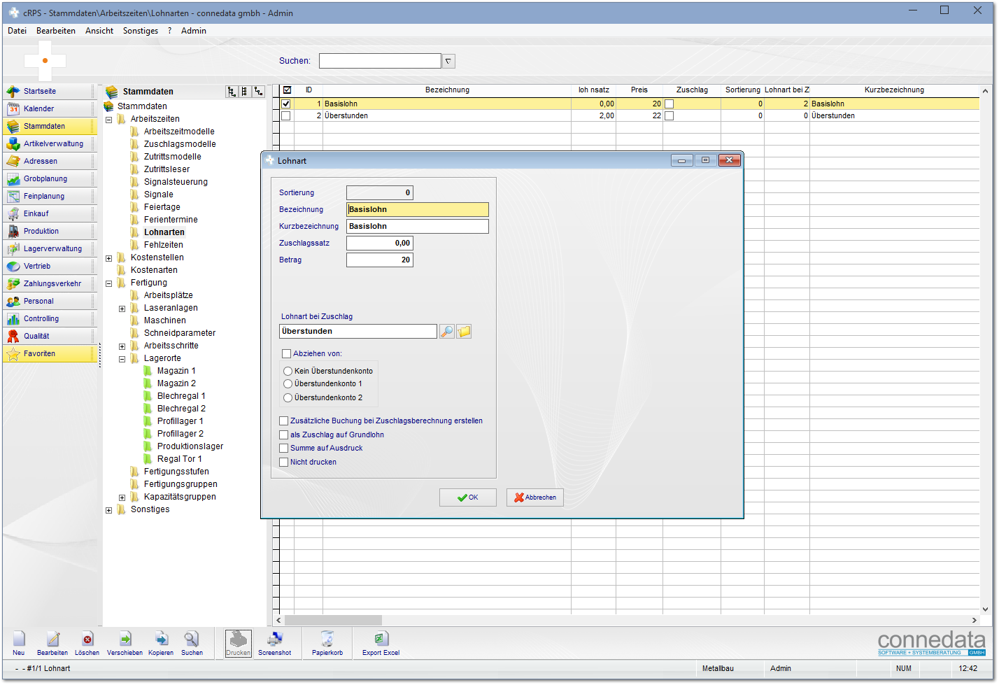 cRPS - Stammdaten\Arbeitszeiten\Lohnarten - connedata gmbh - Admin
Datei Bearbeiten Ansicht Sonstiges ? Admin
Suchen:
Startseite
Kalender
Stammdaten
Artikelverwaltung
Adressen
Grobplanung
Feinplanung
Einkauf
Produktion
Lagerverwaltung
Vertrieb
Zahlungsverkehr
Personal
Controlling
Qualität
Favoriten
Stammdaten
Stammdaten
Arbeitszeiten
Arbeitszeitmodelle
Zuschlagsmodelle
Zutrittsmodelle
Zutrittsleser
Signalsteuerung
Signale
Feiertage
Ferientermine
Lohnarten
Fehlzeiten
Kostenstellen
Kostenarten
Fertigung
Arbeitsplätze
Laseranlagen
Maschinen
Schneidparameter
Arbeitsschritte
Lagerorte
Magazin 1
Magazin 2
Blechregal 1
Blechregal 2
Profillager 1
Profillager 2
Produktionslager
Regal Tor 1
Fertigungsstufen
Fertigungsgruppen
Kapazitätsgruppen
Sonstiges
ID Bezeichnung loh nsatz Preis Zuschlag Sortierung Lohnart bei Z Kurzbezeichnung
1 Basislohn 0,00 20 0 2 Basislohn
2 Überstunden 2,00 22 0 0 Überstunden
Lohnart
Sortierung 0
Bezeichnung Basislohn
Kurzbezeichnung Basislohn
Zuschlagssatz 0,00
Betrag 20
Lohnart bei Zuschlag
Überstunden
Abziehen von:
Kein Überstundenkonto
Überstundenkonto 1
Überstundenkonto 2
Zusätzliche Buchung bei Zuschlagsberechnung erstellen
als Zuschlag auf Grundlohn
Summe auf Ausdruck
Nicht drucken
OK Abbrechen
Neu Bearbeiten Löschen Verschieben Kopieren Suchen Drucken Screenshot Papierkorb Export Excel
connedata
SOFTWARE + SYSTEMBERATUNG GMBH
- - #1/1 Lohnart Metallbau Admin NUM 12:42